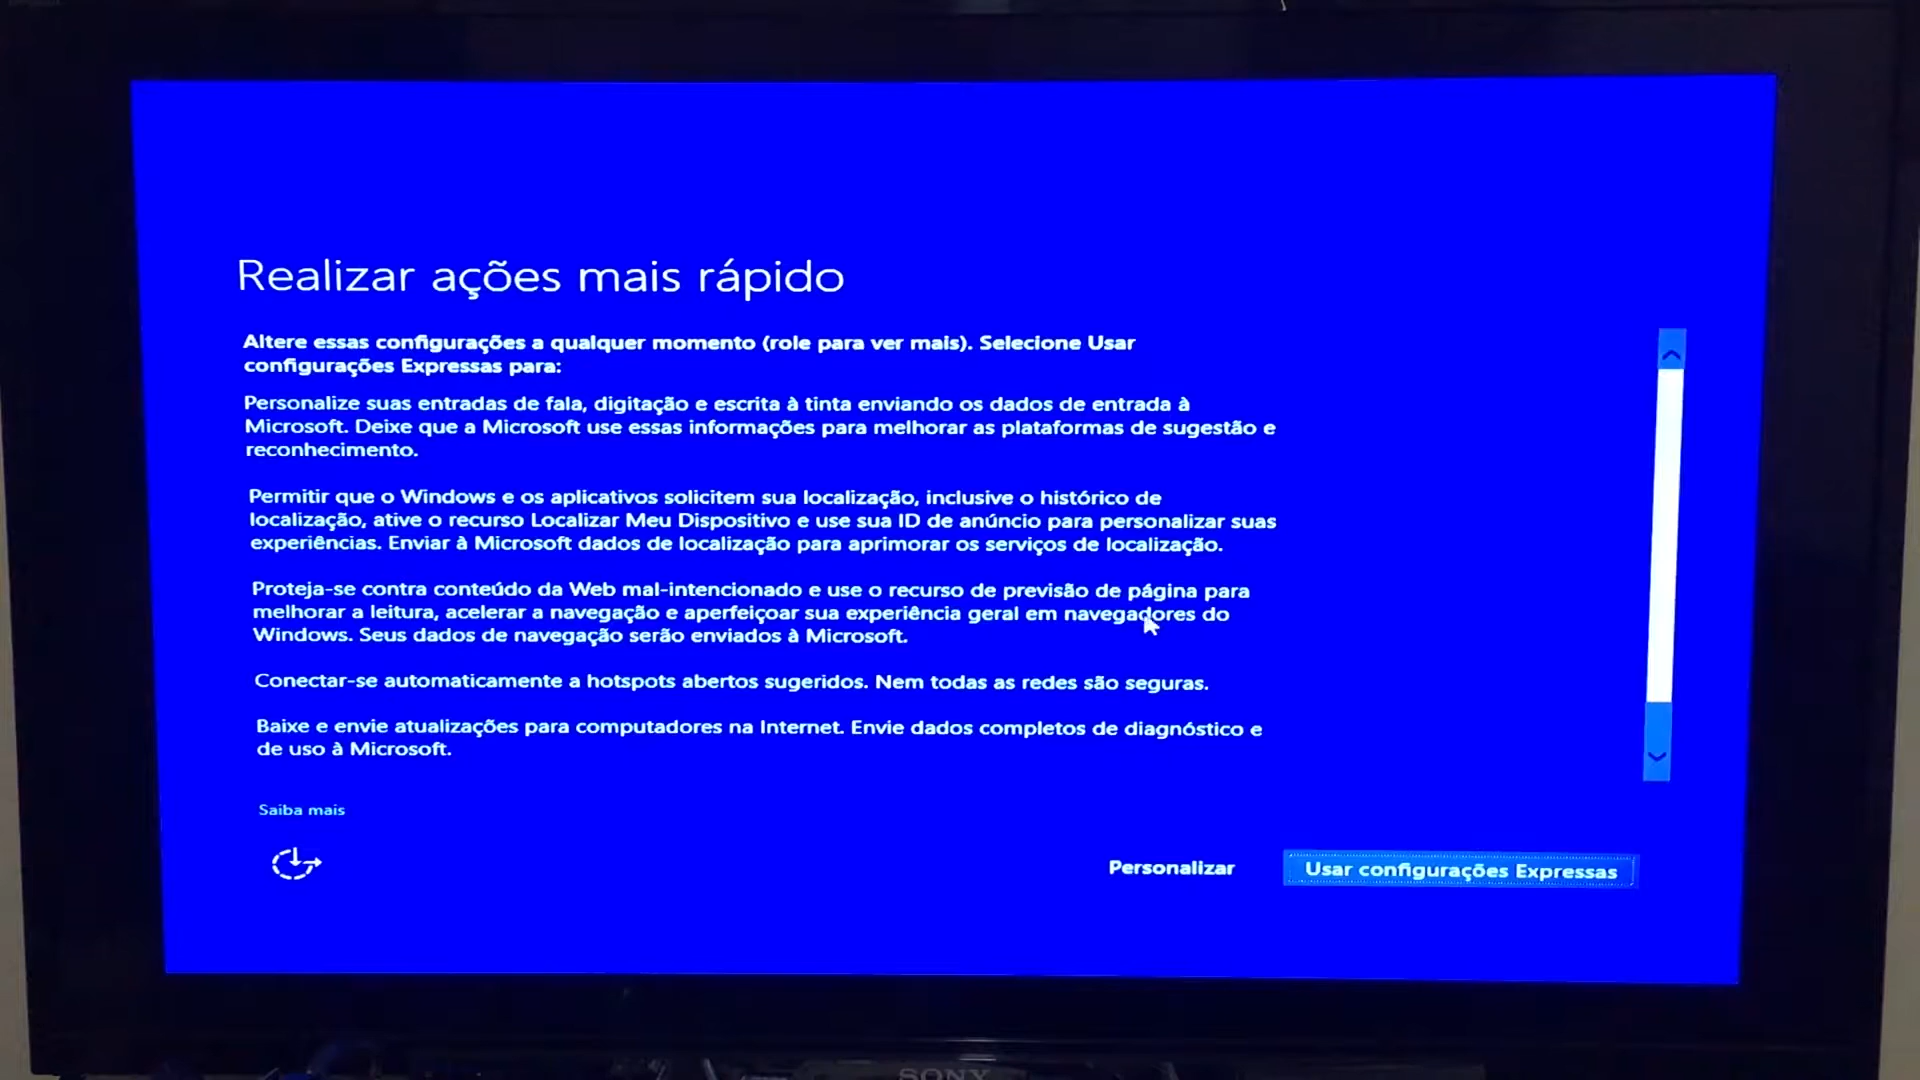 Realizar ações mais rápido
Altere essas configurações a qualquer momento (role para ver mais). Selecione Usar
configurações Expressas para:
Personalize suas entradas de fala, digitação e escrita à tinta enviando os dados de entrada à
Microsoft. Deixe que a Microsoft use essas informações para melhorar as plataformas de sugestão e
reconhecimento.
Permitir que o Windows e os aplicativos solicitem sua localização, inclusive o histórico de
localização, ative o recurso Localizar Meu Dispositivo e use sua ID de anúncio para personalizar suas
experiências. Enviar à Microsoft dados de localização para aprimorar os serviços de localização.
Proteja-se contra conteúdo da Web mal-intencionado e use o recurso de previsão de página para
melhorar a leitura, acelerar a navegação e aperfeiçoar sua experiência geral em navegadores do
Windows. Seus dados de navegação serão enviados à Microsoft.
Conectar-se automaticamente a hotspots abertos sugeridos. Nem todas as redes são seguras.
Baixe e envie atualizações para computadores na Internet. Envie dados completos de diagnóstico e
de uso à Microsoft.
Saiba mais
Personalizar
Usar configurações Expressas
SONY